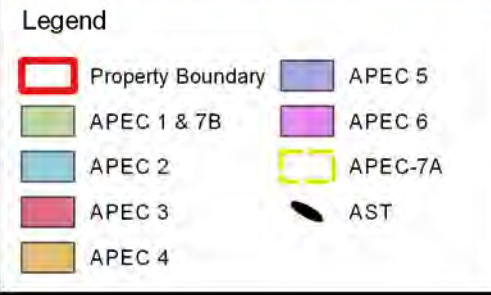 Legend
Property Boundary
APEC 1 & 7B
APEC 2
APEC 3
APEC 4
APEC 5
APEC 6
APEC-7A
AST